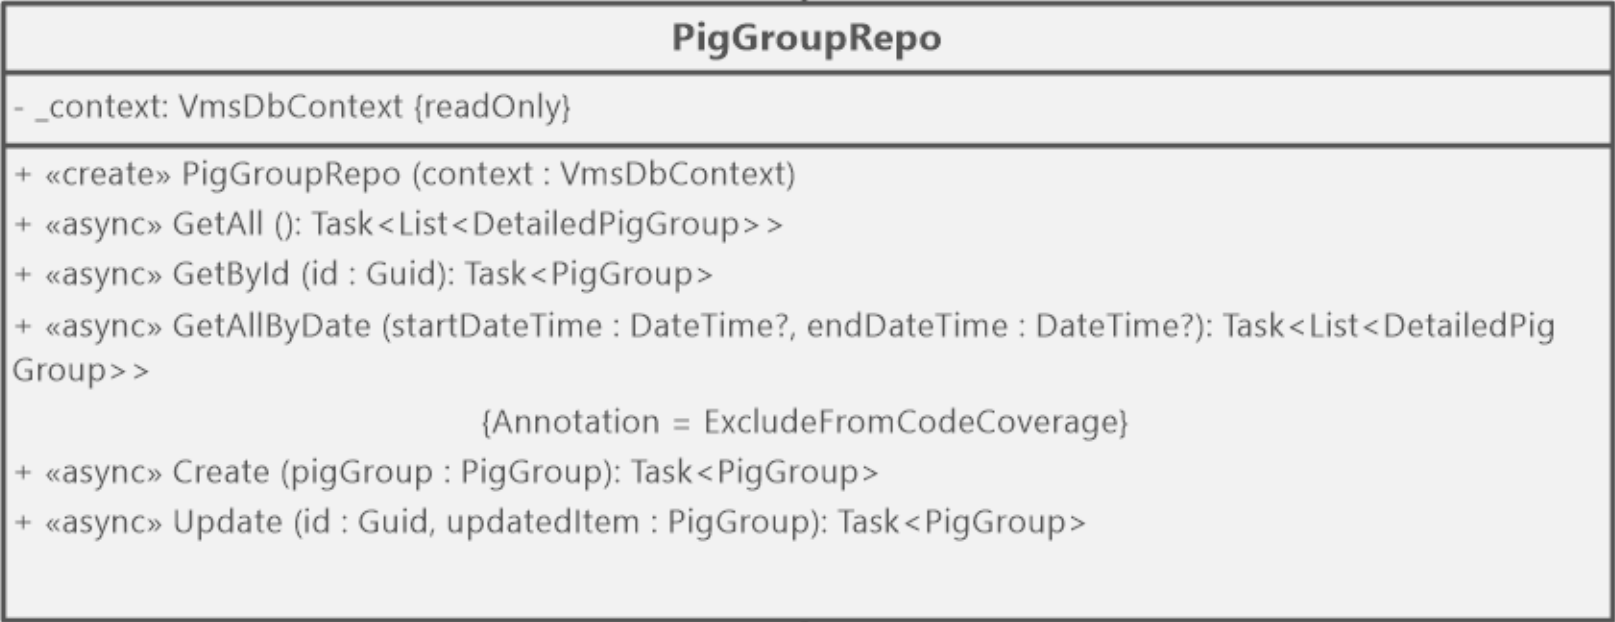 PigGroupRepo
- _context: VmsDbContext {readOnly}
+ «create» PigGroupRepo (context : VmsDbContext)
+ «async» GetAll (): Task<List<DetailedPigGroup>>
+ «async» GetById (id : Guid): Task<PigGroup>
+ «async» GetAllByDate (startDateTime : DateTime?, endDateTime : DateTime?): Task<List<DetailedPig
Group>>
{Annotation = ExcludeFromCodeCoverage}
+ «async» Create (pigGroup : PigGroup): Task<PigGroup>
+ «async» Update (id : Guid, updatedItem : PigGroup): Task<PigGroup>